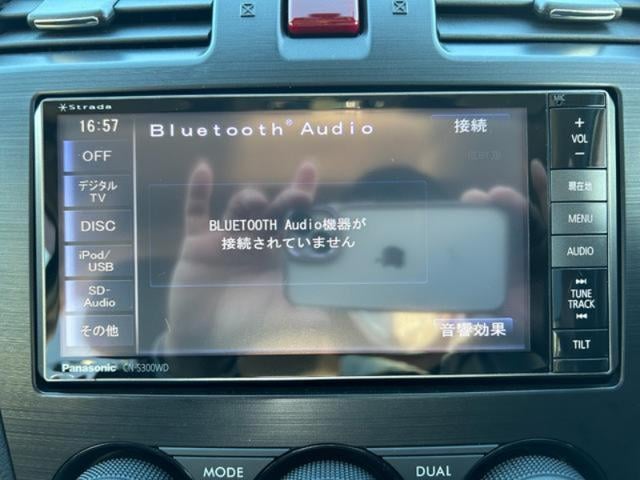 Strada
MIC
16:57
Bluetooth® Audio
接続
OFF
デジタル
TV
DISC
iPod/
USB
SD-
Audio
その他
BLUETOOTH Audio機器が
接続されていません
音響効果
+
VOL
−
現在地
MENU
AUDIO
TUNE
TRACK
TILT
Panasonic CN-S300WD
MODE
DUAL